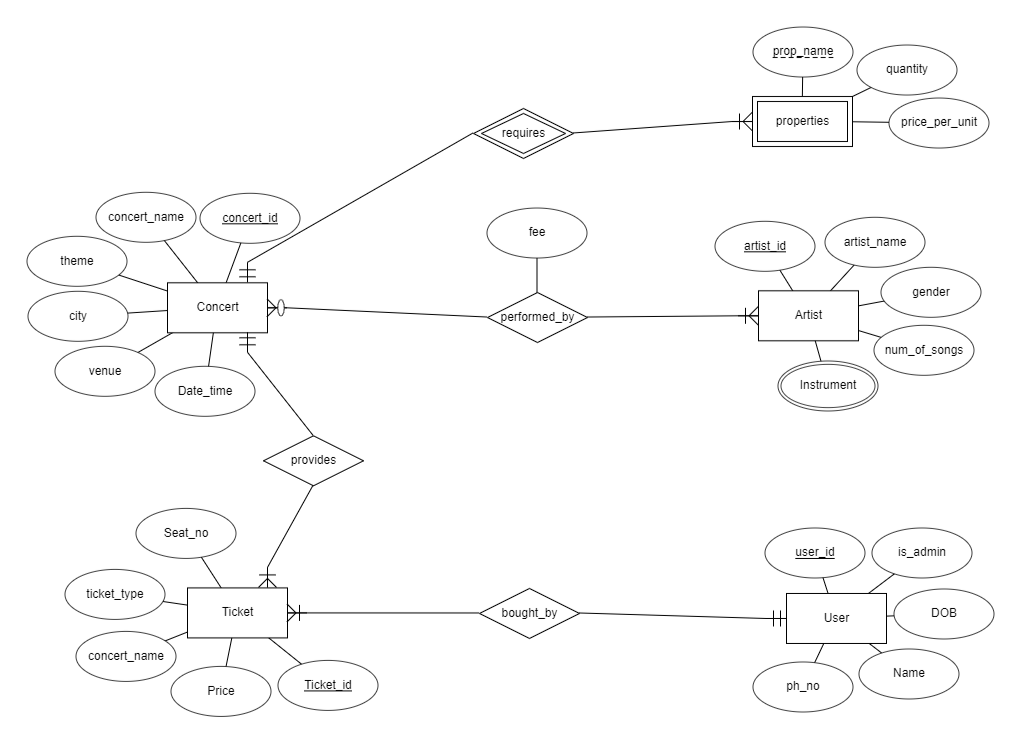 prop_name
quantity
properties
price_per_unit
requires
concert_name
concert_id
fee
artist_id
artist_name
theme
gender
Concert
performed_by
Artist
city
num_of_songs
venue
Date_time
Instrument
provides
Seat_no
user_id
is_admin
ticket_type
Ticket
bought_by
User
DOB
concert_name
Name
Price
Ticket_id
ph_no